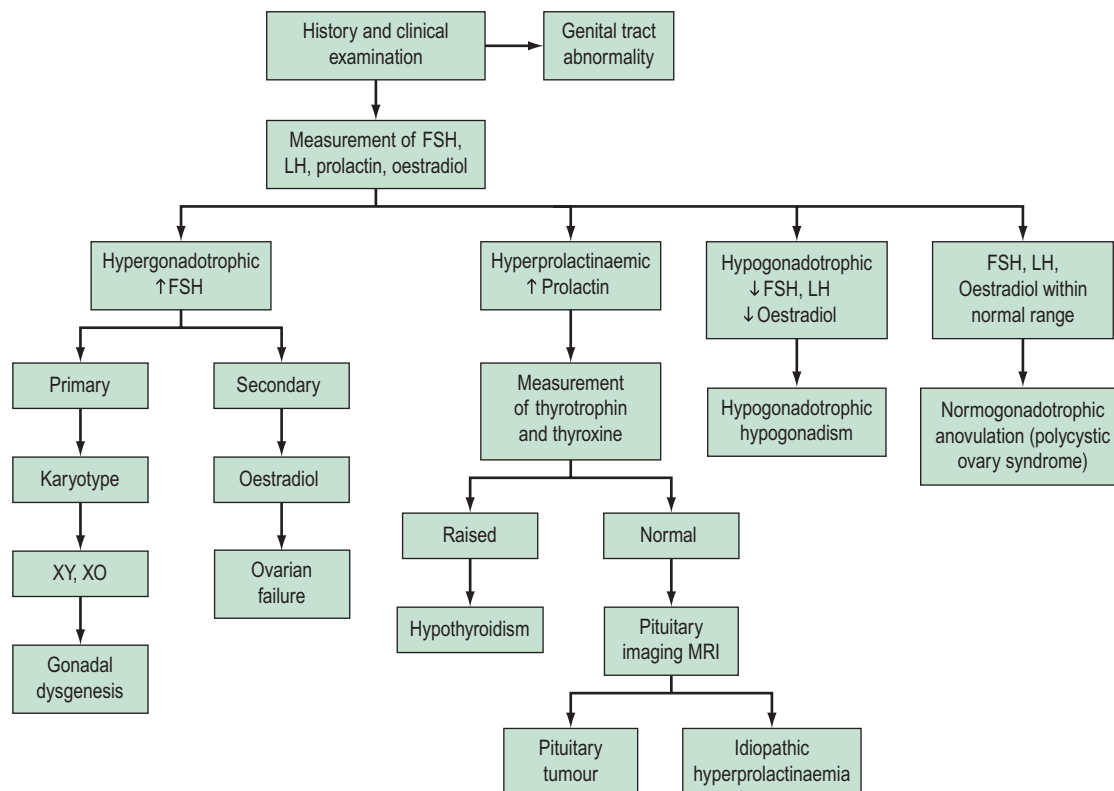 History and clinical
examination
Genital tract
abnormality
Measurement of FSH,
LH, prolactin, oestradiol
Hypergonadotrophic
↑FSH
Hyperprolactinaemic
↑ Prolactin
Hypogonadotrophic
↓FSH, LH
↓Oestradiol
FSH, LH,
Oestradiol within
normal range
Primary
Secondary
Measurement
of thyrotrophin
and thyroxine
Hypogonadotrophic
hypogonadism
Normogonadotrophic
anovulation (polycystic
ovary syndrome)
Karyotype
Oestradiol
Raised
Normal
XY, XO
Ovarian
failure
Hypothyroidism
Pituitary
imaging MRI
Gonadal
dysgenesis
Pituitary
tumour
Idiopathic
hyperprolactinaemia